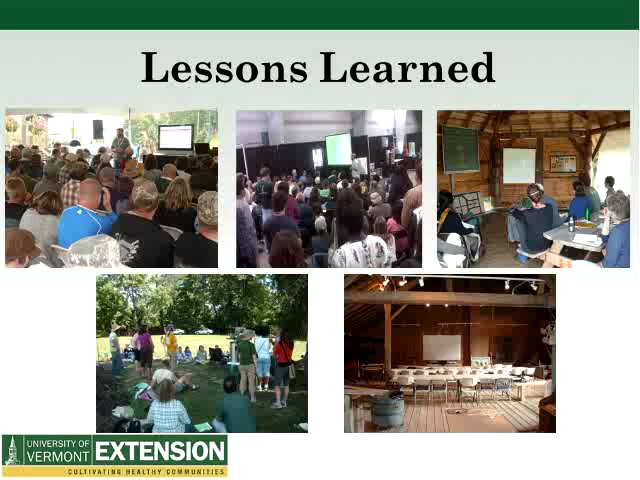 Lessons Learned
UNIVERSITY OF
VERMONT
EXTENSION
CULTIVATING HEALTHY COMMUNITIES